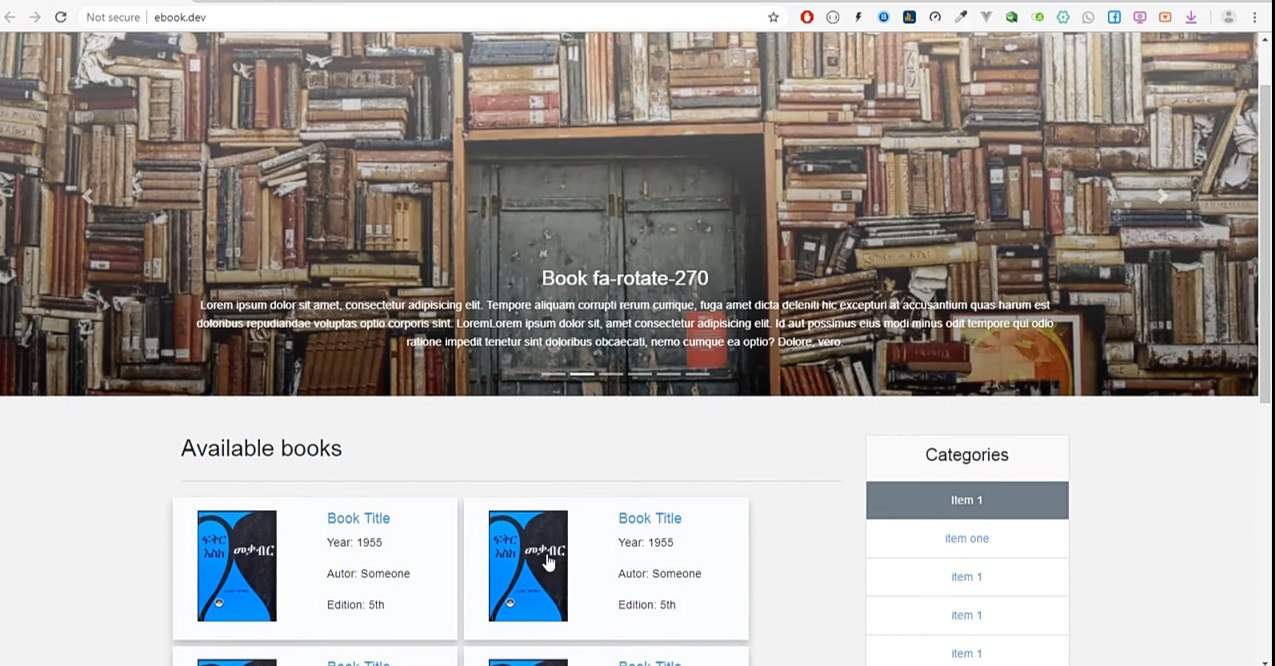 Not secure
ebook.dev
Book fa-rotate-270
Lorem ipsum dolor sit amet, consectetur adipisicing elit. Tempore aliquam corrupti rerum cumque, fuga amet dicta deleniti hic excepturi at accusantium quas harum est
doloribus repudiandae voluptas optio corporis sint. LoremLorem ipsum dolor sit, amet consectetur adipisicing elit. Id aut possimus eius modi minus odit tempore qui odio
ratione impedit tenetur sint doloribus obcaecati, nemo cumque ea optio? Dolore, vero.
Available books
ፍትር
እስከ
መቃብር
Book Title
Year: 1955
Autor: Someone
Edition: 5th
ፍትር
እስከ
መቃብር
Book Title
Year: 1955
Autor: Someone
Edition: 5th
Book Title
Book Title
Categories
Item 1
item one
item 1
item 1
item 1